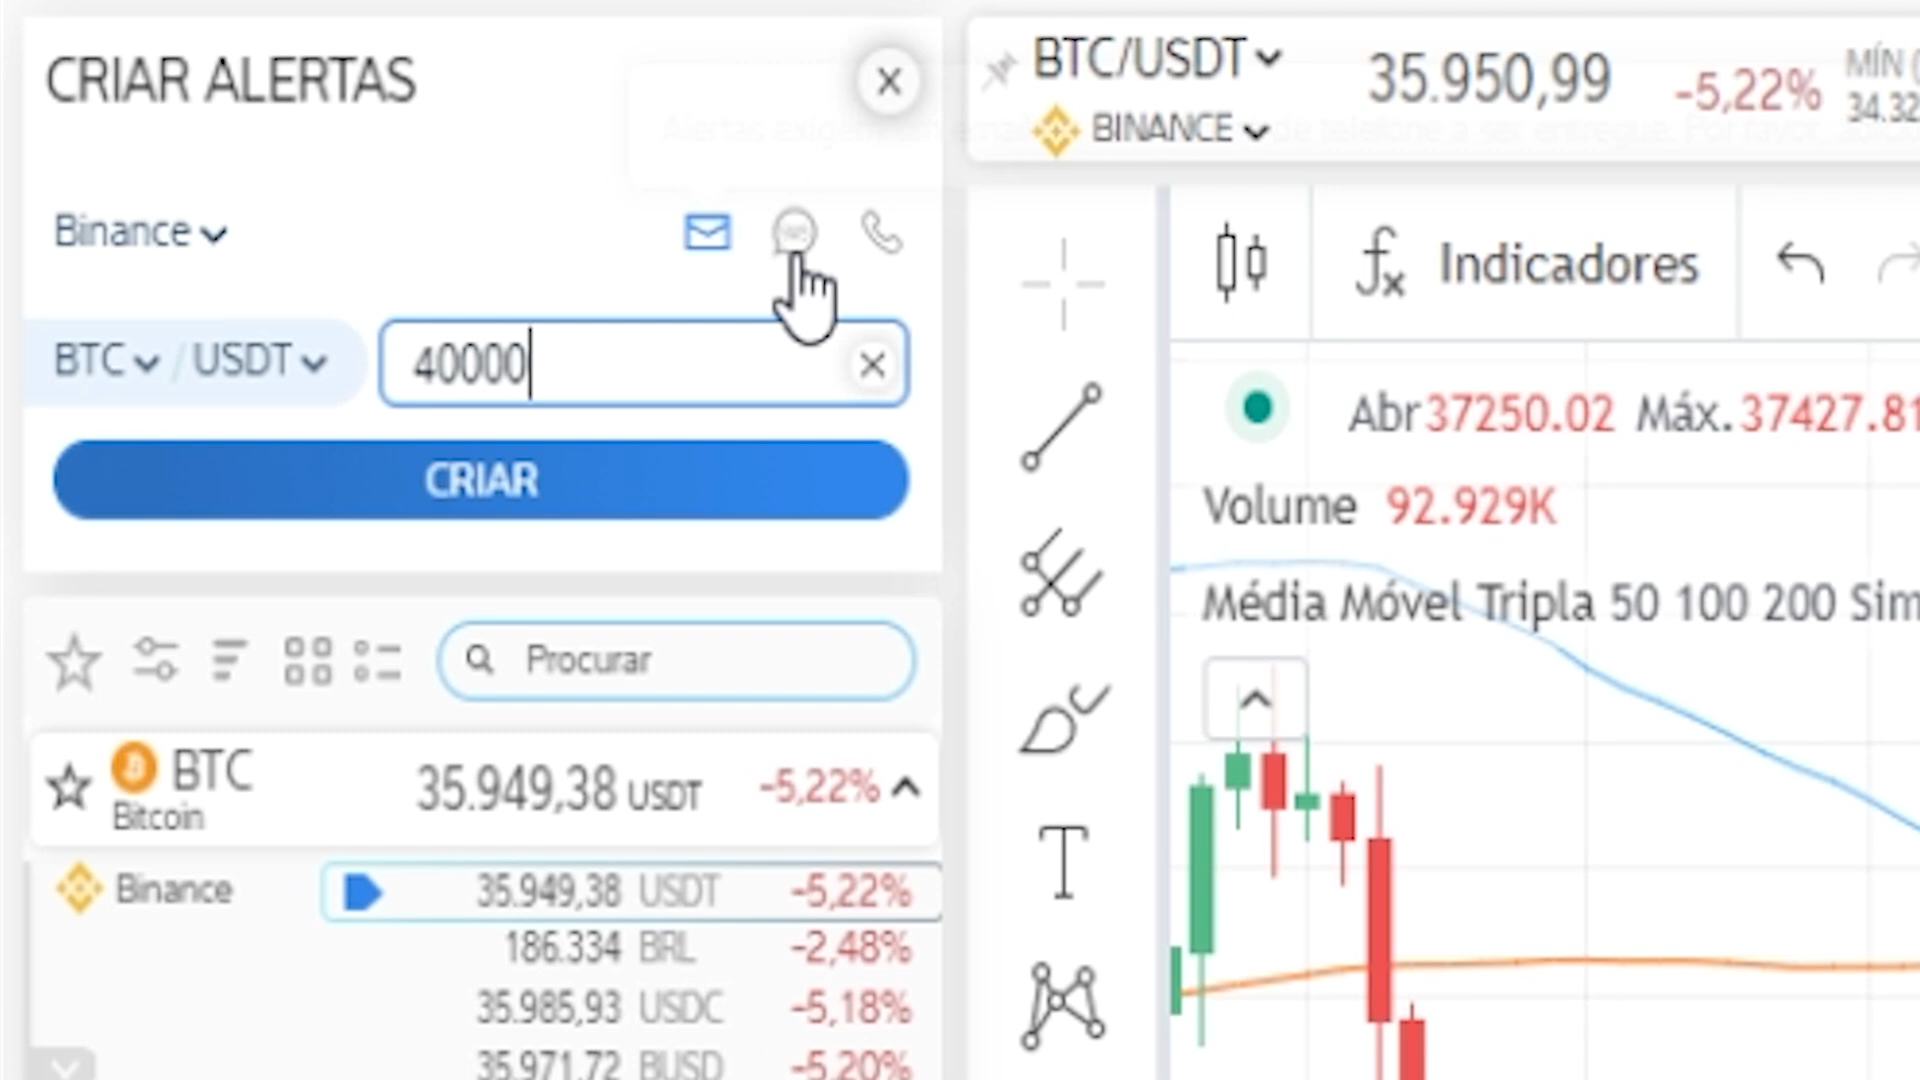 CRIAR ALERTAS
Binance
BTC / USDT
40000
CRIAR
Procurar
BTC
Bitcoin
35.949,38 USDT
-5,22%
Binance
35.949,38 USDT -5,22%
186.334 BRL -2,48%
35.985,93 USDC -5,18%
35.971,72 BUSD -5,20%
BTC/USDT
BINANCE
35.950,99
-5,22%
MÍN (
34.32
Indicadores
Abr37250.02 Máx.37427.81
Volume 92.929K
Média Móvel Tripla 50 100 200 Sim